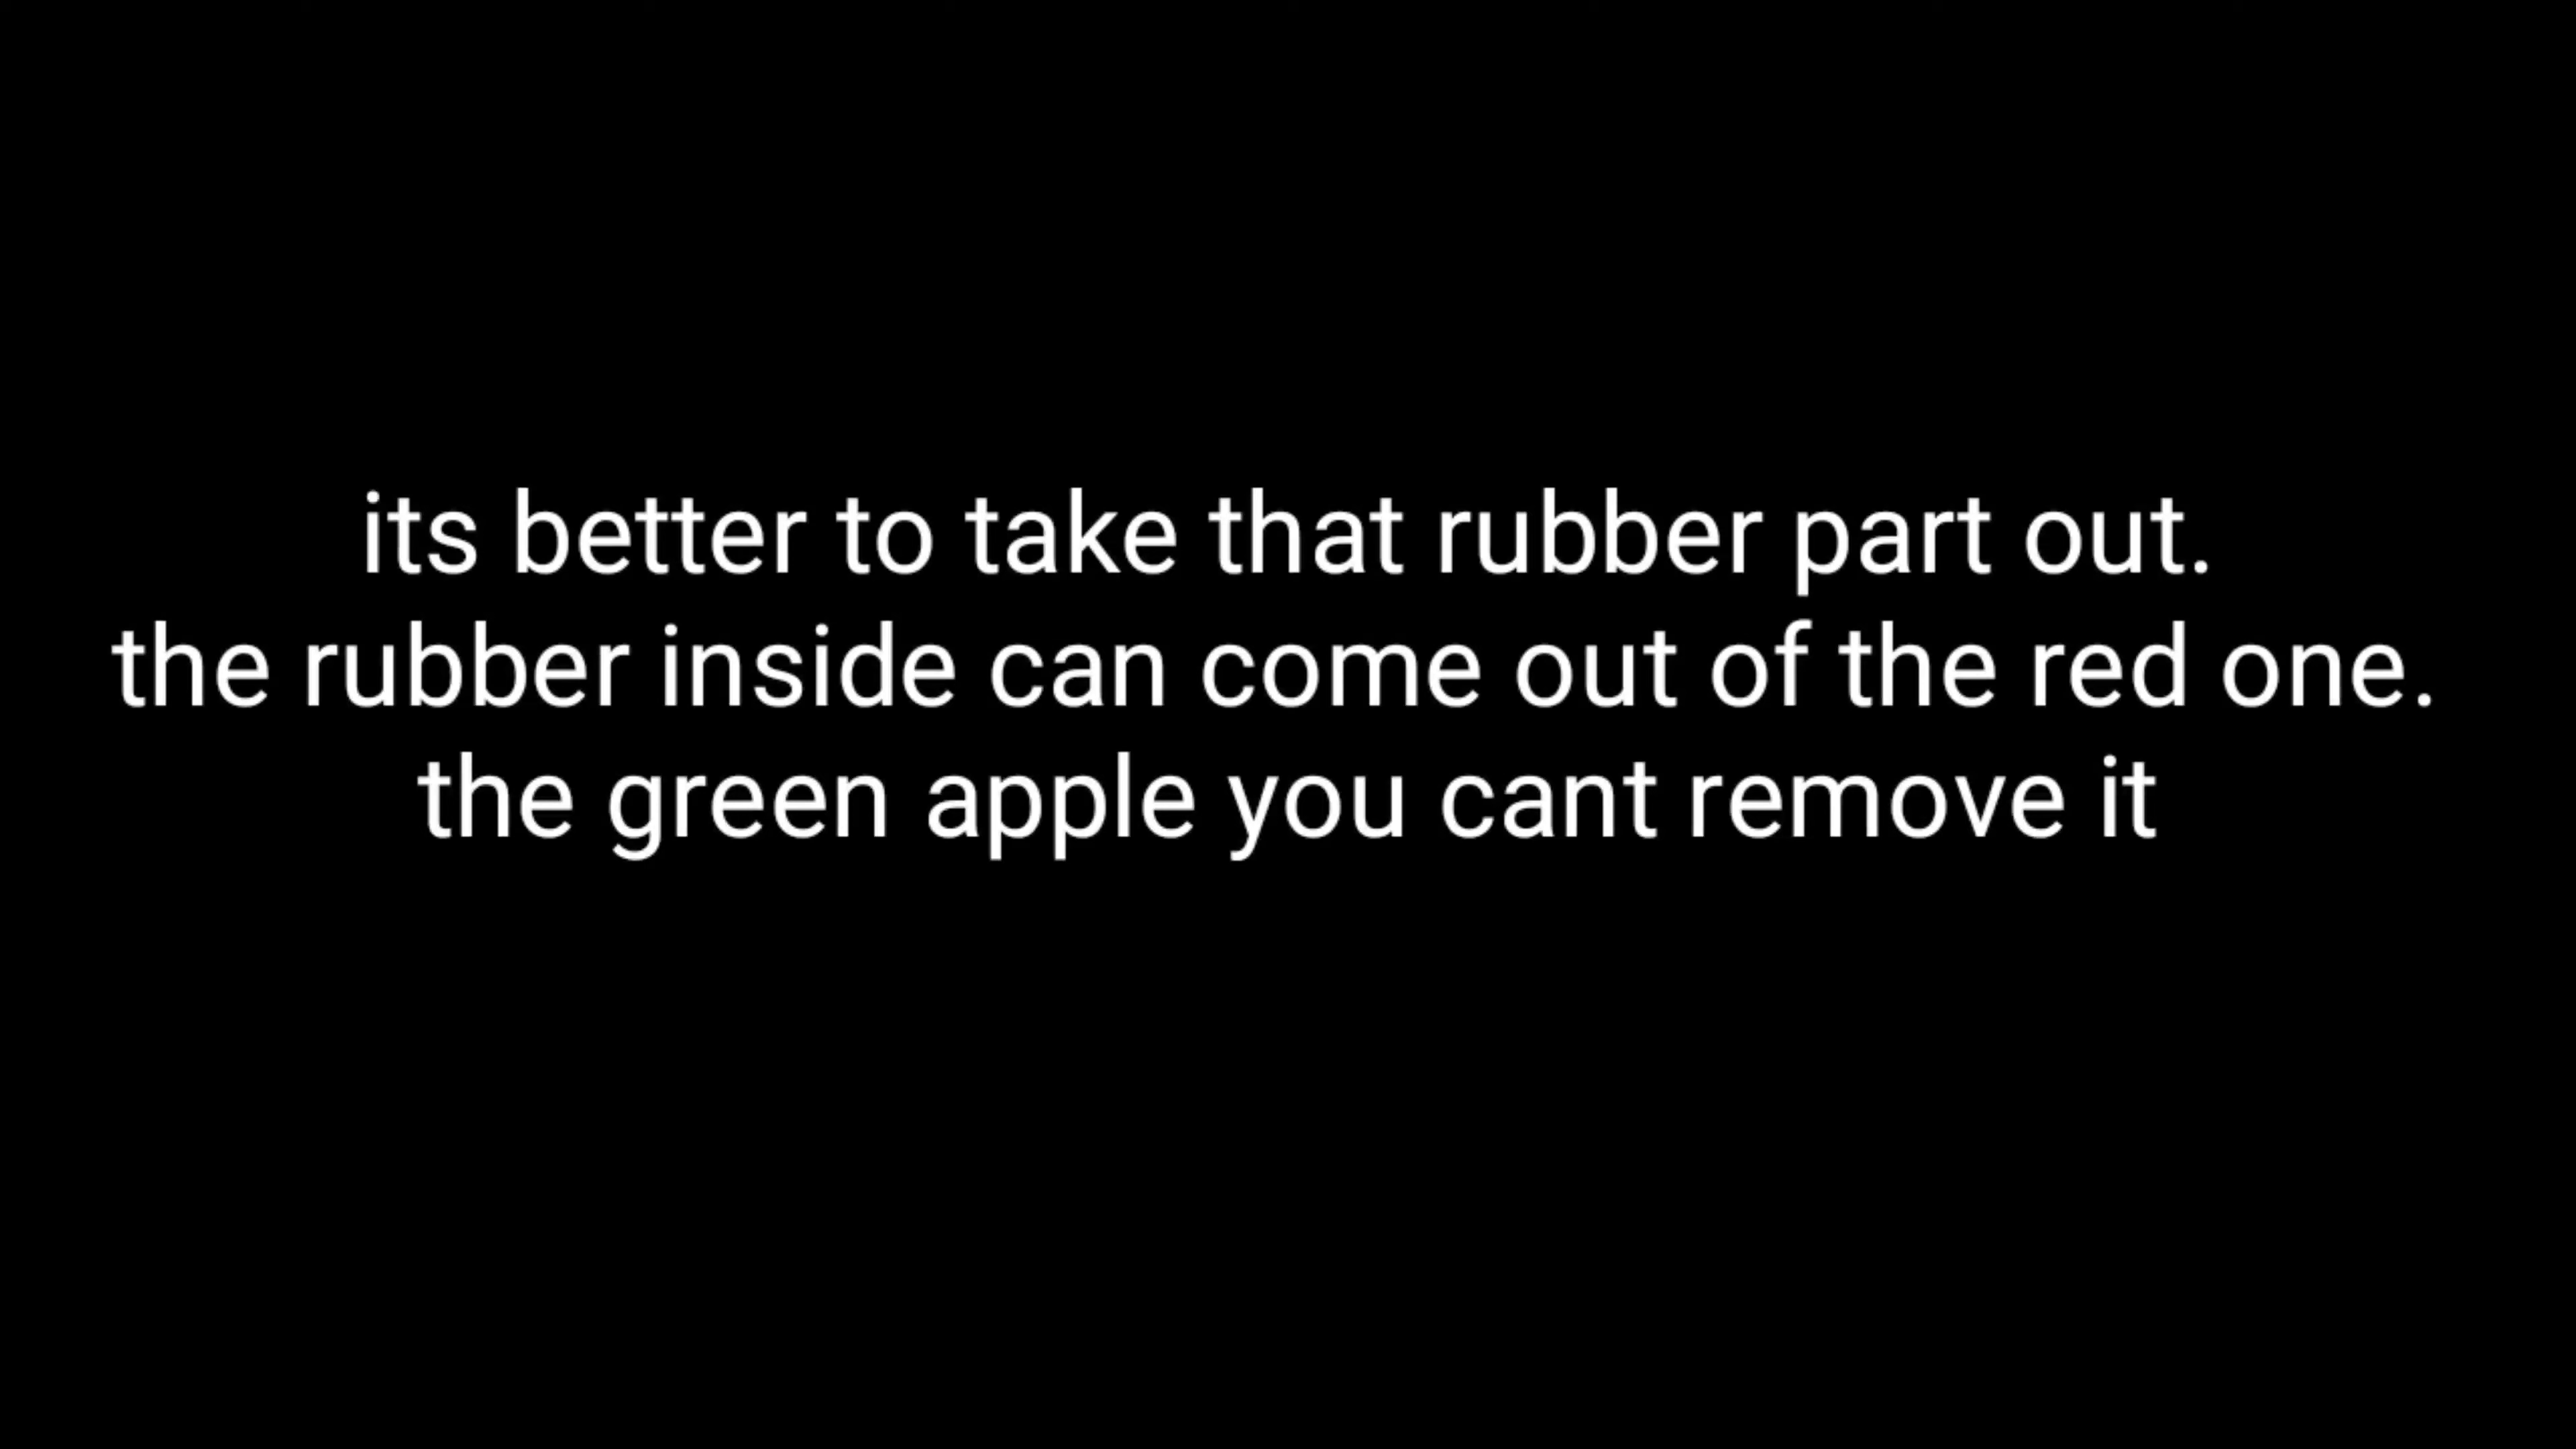 its better to take that rubber part out.
the rubber inside can come out of the red one.
the green apple you cant remove it